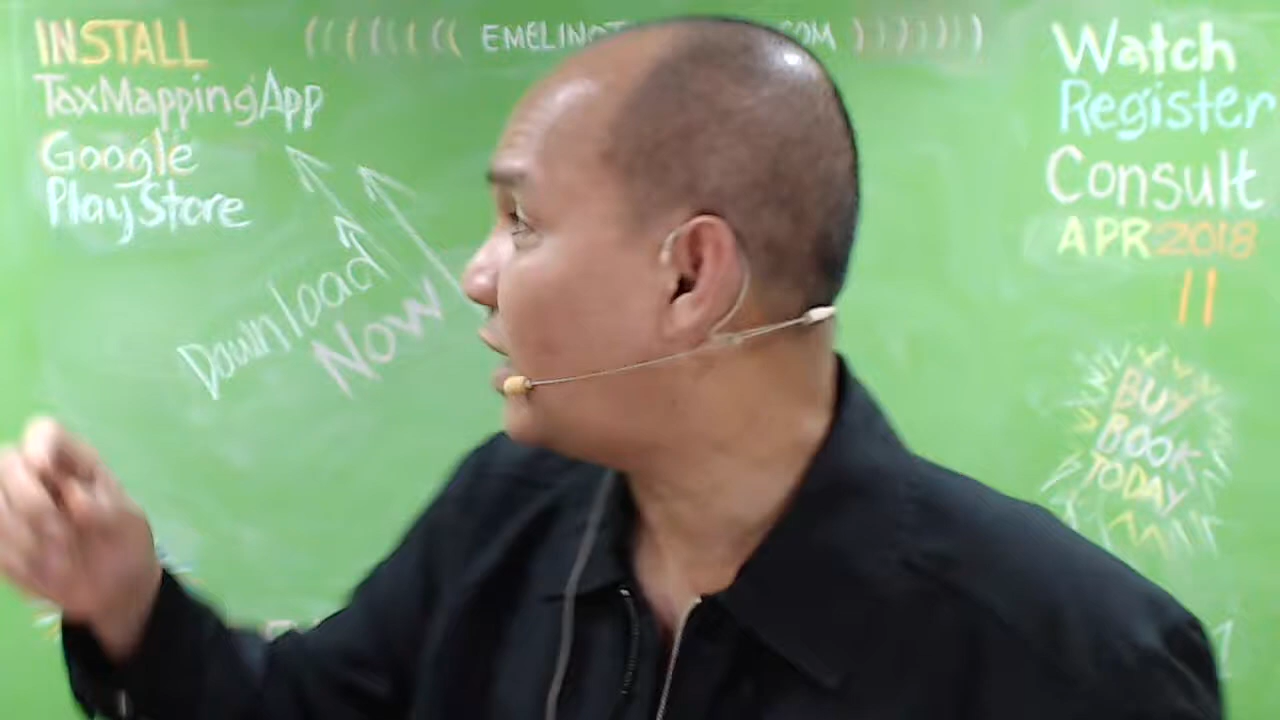 INSTALL
TaxMappingApp
Google
PlayStore
Download
Now
Watch
Register
Consult
APR 2018
11
BUY
BOOK
TODAY